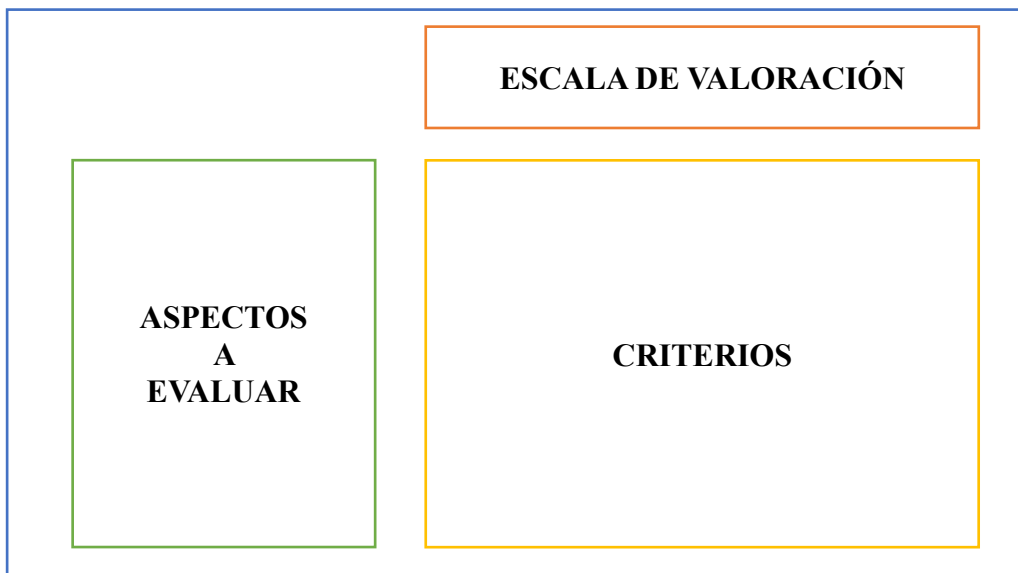 ESCALA DE VALORACIÓN
ASPECTOS
A
EVALUAR
CRITERIOS